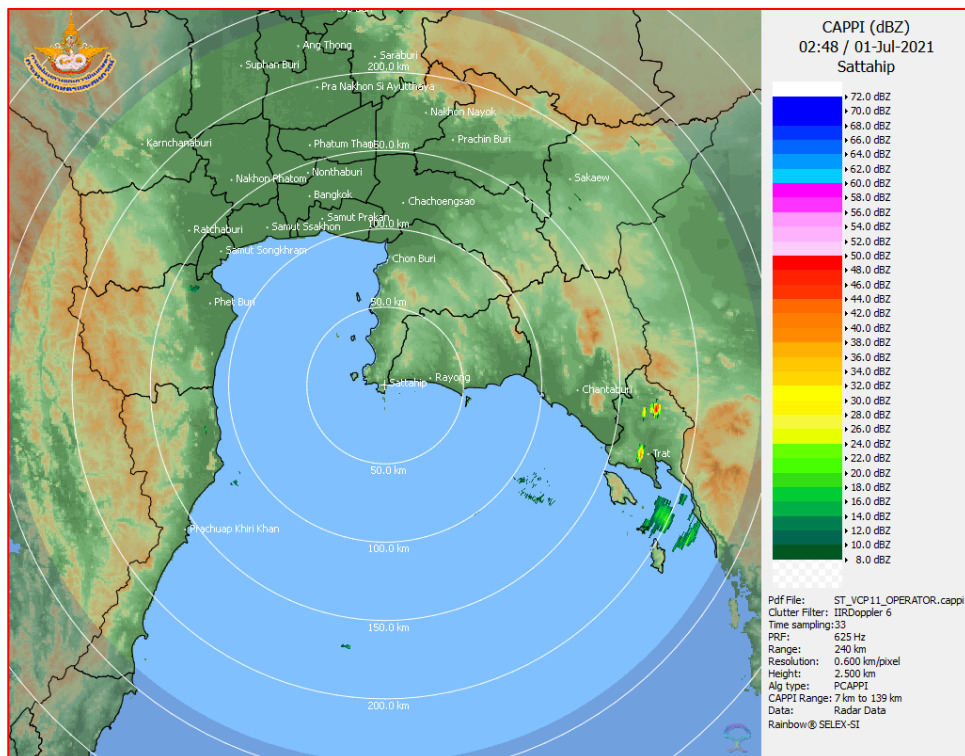 CAPPI (dBZ)
02:48 / 01-Jul-2021
Sattahip
72.0 dBZ
70.0 dBZ
68.0 dBZ
66.0 dBZ
64.0 dBZ
62.0 dBZ
60.0 dBZ
58.0 dBZ
56.0 dBZ
54.0 dBZ
52.0 dBZ
50.0 dBZ
48.0 dBZ
46.0 dBZ
44.0 dBZ
42.0 dBZ
40.0 dBZ
38.0 dBZ
36.0 dBZ
34.0 dBZ
32.0 dBZ
30.0 dBZ
28.0 dBZ
26.0 dBZ
24.0 dBZ
22.0 dBZ
20.0 dBZ
18.0 dBZ
16.0 dBZ
14.0 dBZ
12.0 dBZ
10.0 dBZ
8.0 dBZ
Pdf File: ST_VCP11_OPERATOR.cappi
Clutter Filter: IIRDoppler 6
Time sampling:33
PRF: 625 Hz
Range: 240 km
Resolution: 0.600 km/pixel
Height: 2.500 km
Alg type: PCAPPI
CAPPI Range: 7 km to 139 km
Data: Radar Data
Rainbow® SELEX-SI
Ang Thong
Saraburi
Suphan Buri
200.0 km
Pra Nakhon Si Ayutthaya
Nakhon Nayok
Karnchanaburi
Phatum Thani
150.0 km
Prachin Buri
Nonthaburi
Nakhon Phatom
Sakaew
Bangkok
Chachoengsao
Samut Prakan
Ratchaburi
Samut Ssakhon
100.0 km
Samut Songkhram
Chon Buri
Phet Buri
50.0 km
Rayong
Sattahip
Chantaburi
Trat
50.0 km
Prachuap Khiri Khan
100.0 km
150.0 km
200.0 km